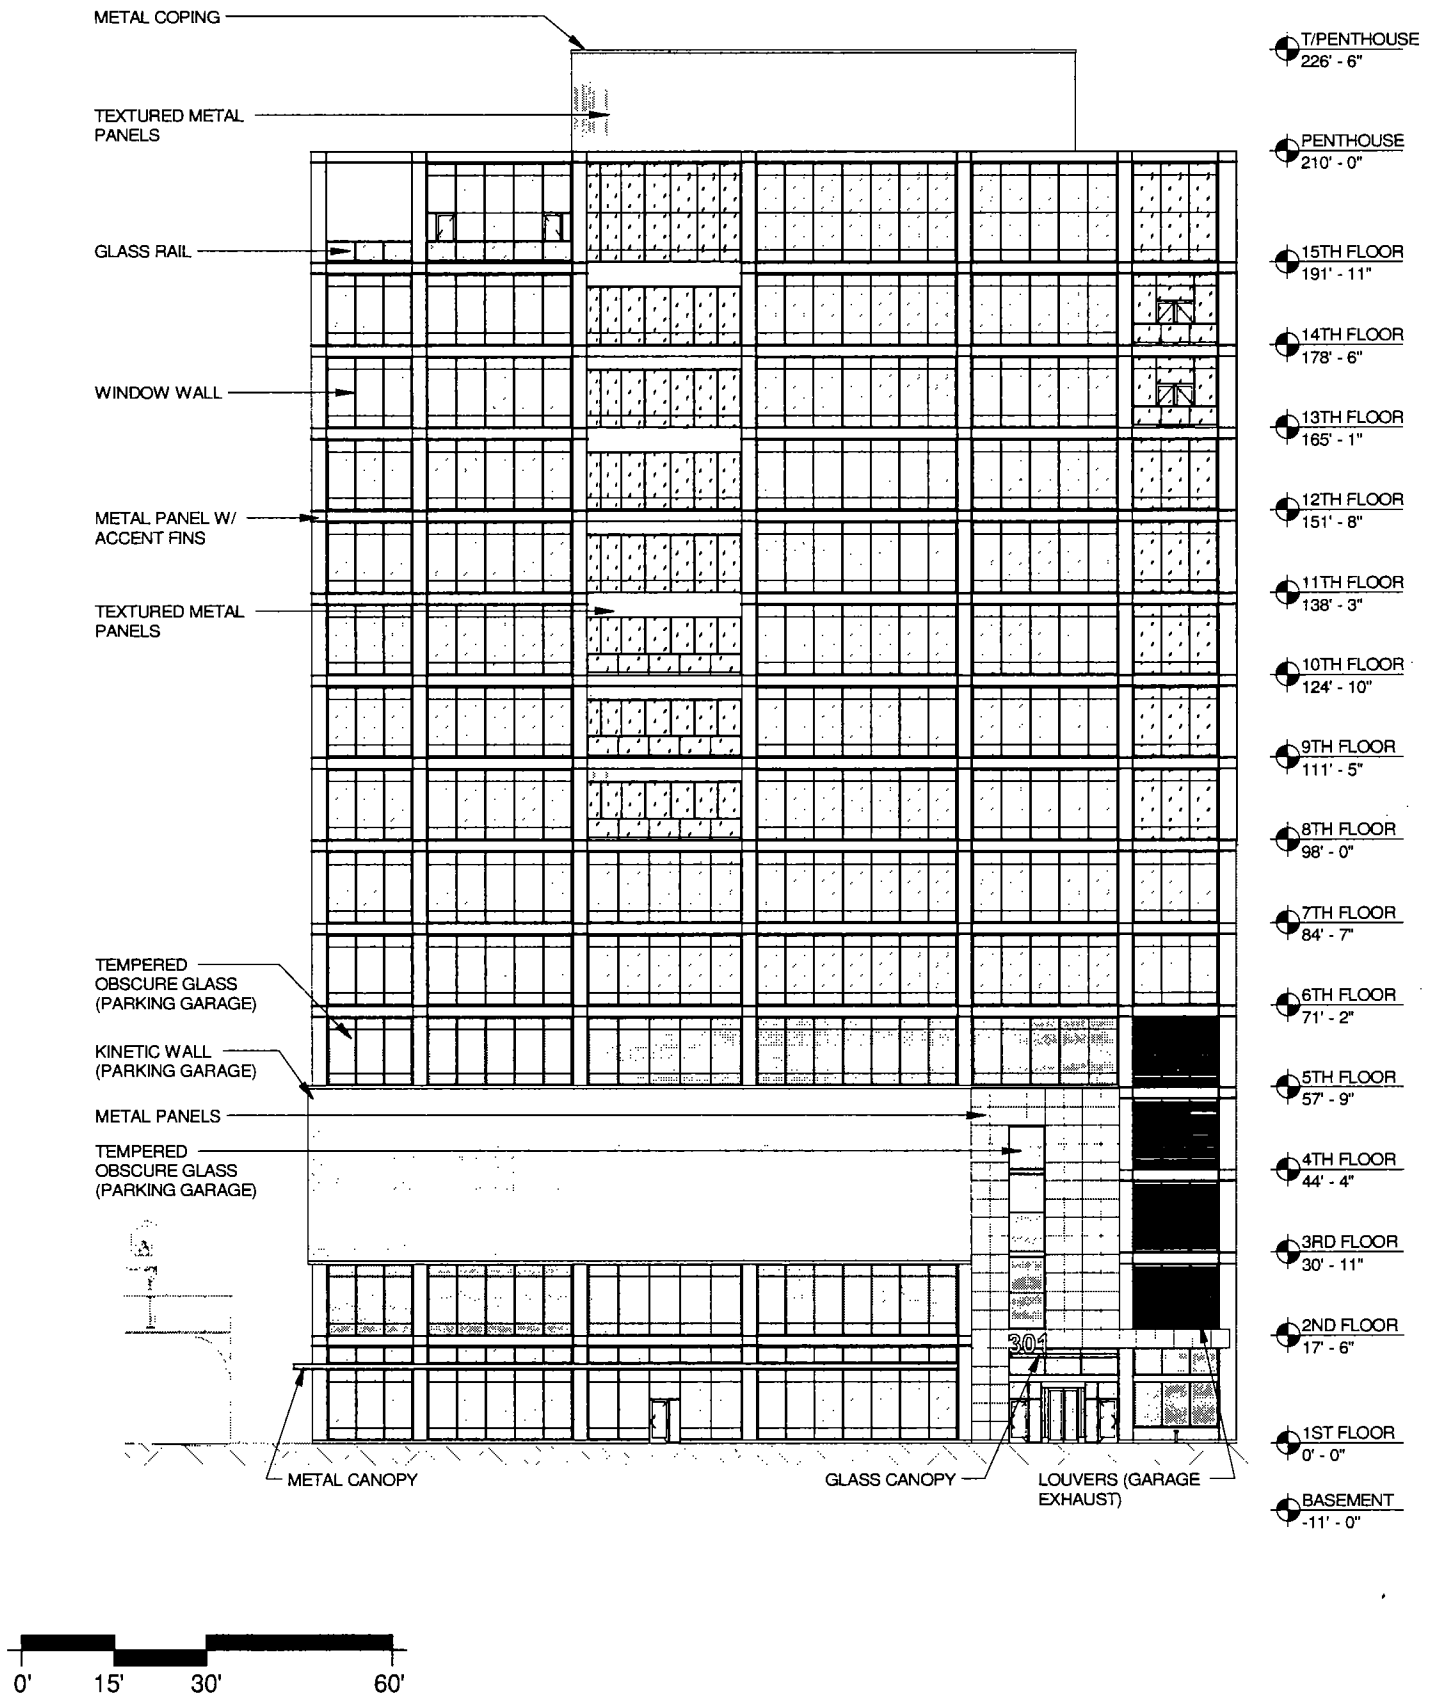 METAL COPING
T/PENTHOUSE
226' - 6"
TEXTURED METAL
PANELS
PENTHOUSE
210' - 0"
GLASS RAIL
15TH FLOOR
191' - 11"
14TH FLOOR
178' - 6"
WINDOW WALL
13TH FLOOR
165' - 1"
METAL PANEL W/
ACCENT FINS
12TH FLOOR
151' - 8"
11TH FLOOR
138' - 3"
TEXTURED METAL
PANELS
10TH FLOOR
124' - 10"
9TH FLOOR
111' - 5"
8TH FLOOR
98' - 0"
7TH FLOOR
84' - 7"
TEMPERED
OBSCURE GLASS
(PARKING GARAGE)
6TH FLOOR
71' - 2"
KINETIC WALL
(PARKING GARAGE)
5TH FLOOR
57' - 9"
METAL PANELS
TEMPERED
OBSCURE GLASS
(PARKING GARAGE)
4TH FLOOR
44' - 4"
3RD FLOOR
30' - 11"
2ND FLOOR
17' - 6"
301
1ST FLOOR
0' - 0"
METAL CANOPY
GLASS CANOPY
LOUVERS (GARAGE
EXHAUST)
BASEMENT
-11' - 0"
0' 15' 30' 60'